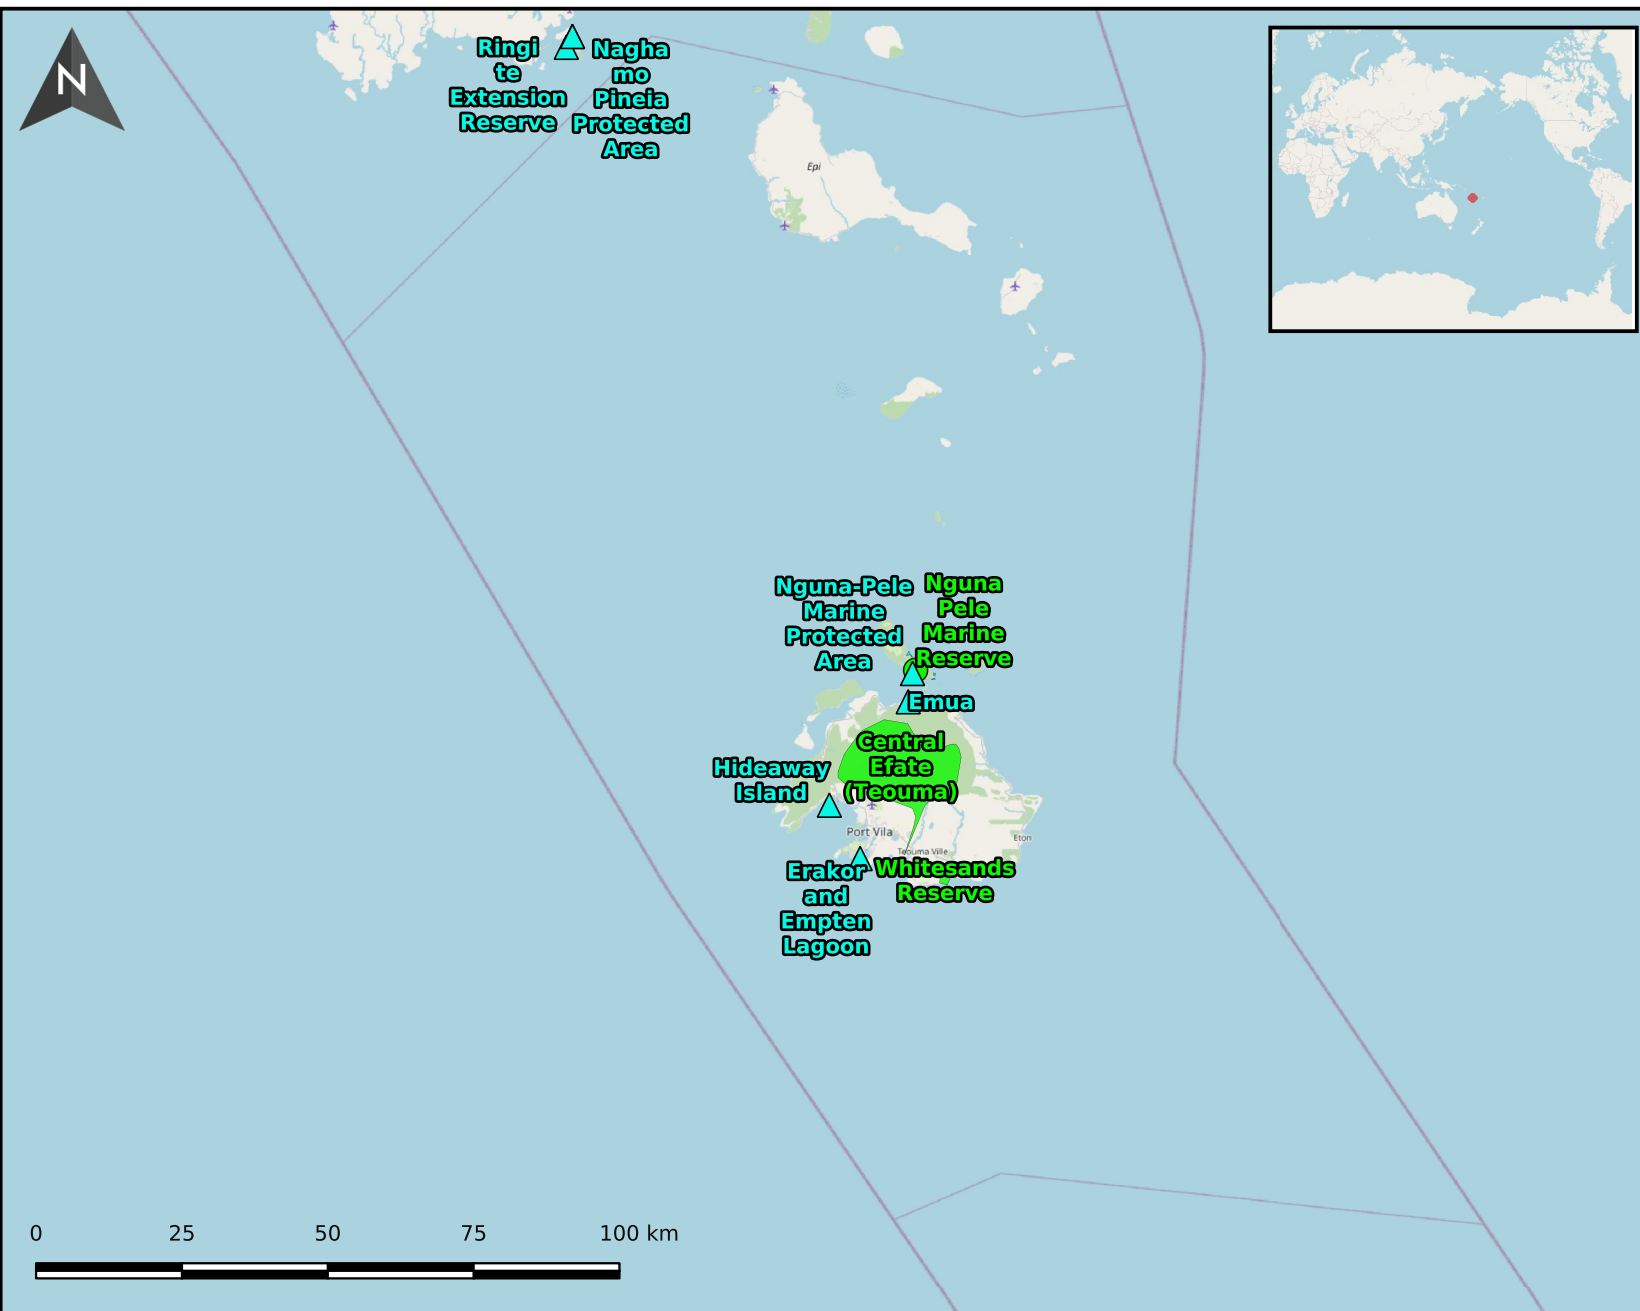 N
Ringi
te
Extension
Reserve
Nagha
mo
Pineia
Protected
Area
Epi
Nguna-Pele
Marine
Protected
Area
Nguna
Pele
Marine
Reserve
Emua
Central
Efate
(Teouma)
Hideaway
Island
Port Vila
Eton
Teouma Ville
Erakor
and
Empten
Lagoon
Whitesands
Reserve
0 25 50 75 100 km